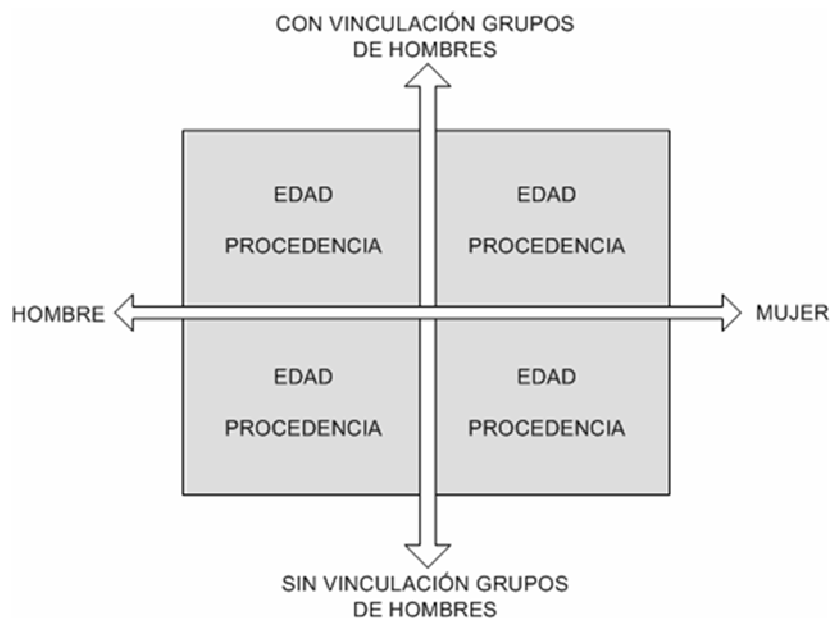 CON VINCULACIÓN GRUPOS
DE HOMBRES
EDAD
PROCEDENCIA
EDAD
PROCEDENCIA
HOMBRE
MUJER
EDAD
PROCEDENCIA
EDAD
PROCEDENCIA
SIN VINCULACIÓN GRUPOS
DE HOMBRES